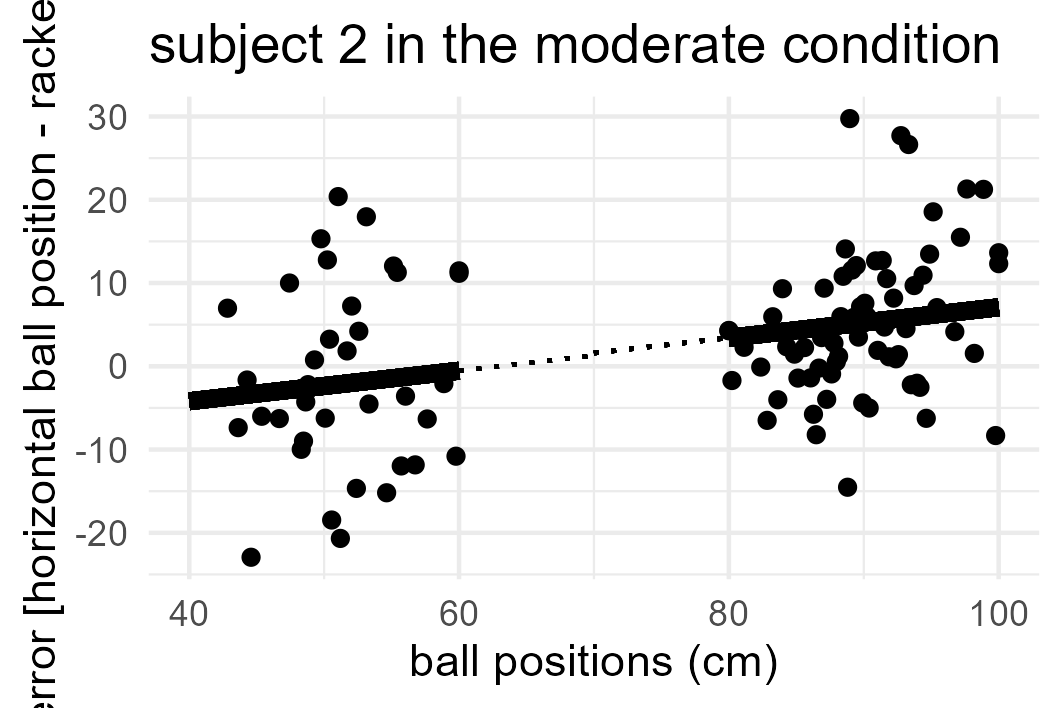 subject 2 in the moderate condition
error [horizontal ball position -
30
20
10
0
-10
-20
40 60 80 100
ball positions (cm)